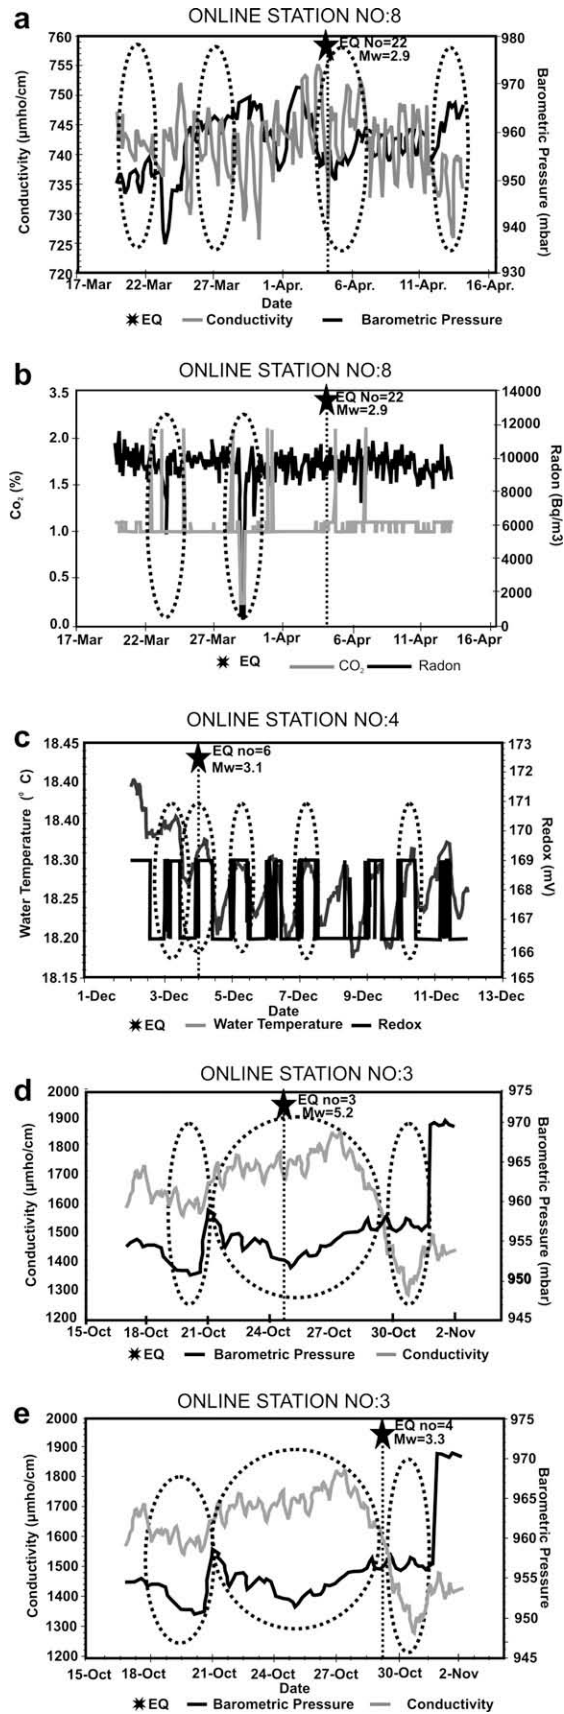 a
ONLINE STATION NO:8
EQ No=22
Mw=2.9
760
755
750
745
740
735
730
725
720
Conductivity (µmho/cm)
980
970
960
950
940
930
Barometric Pressure (mbar)
17-Mar 22-Mar 27-Mar 1-Apr. 6-Apr. 11-Apr. 16-Apr.
Date
EQ Conductivity Barometric Pressure
b
ONLINE STATION NO:8
EQ No=22
Mw=2.9
3.5
2.0
1.5
1.0
0.5
0.0
Co₂ (%)
14000
12000
10000
8000
6000
4000
2000
0
Radon (Bq/m3)
17-Mar 22-Mar 27-Mar 1-Apr 6-Apr 11-Apr 16-Apr
EQ CO₂ Radon
c
ONLINE STATION NO:4
EQ no=6
Mw=3.1
18.45
18.40
18.40
18.30
18.25
18.20
18.15
Water Temperature (° C)
173
172
171
170
169
168
167
166
165
Redox (mV)
1-Dec 3-Dec 5-Dec 7-Dec 9-Dec 11-Dec 13-Dec
Date
EQ Water Temperature Redox
d
ONLINE STATION NO:3
EQ no=3
Mw=5.2
2000
1900
1800
1700
1600
1500
1400
1300
1200
Conductivity (µmho/cm)
975
970
965
960
955
950
945
Barometric Pressure (mbar)
15-Oct 18-Oct 21-Oct 24-Oct 27-Oct 30-Oct 2-Nov
EQ Barometric Pressure Conductivity
e
ONLINE STATION NO:3
EQ no=4
Mw=3.3
2000
1900
1800
1700
1600
1500
1400
1300
1200
Conductivity (µmho/cm)
975
970
965
960
955
950
945
Barometric Pressure
15-Oct 18-Oct 21-Oct 24-Oct 27-Oct 30-Oct 2-Nov
Date
EQ Barometric Pressure Conductivity